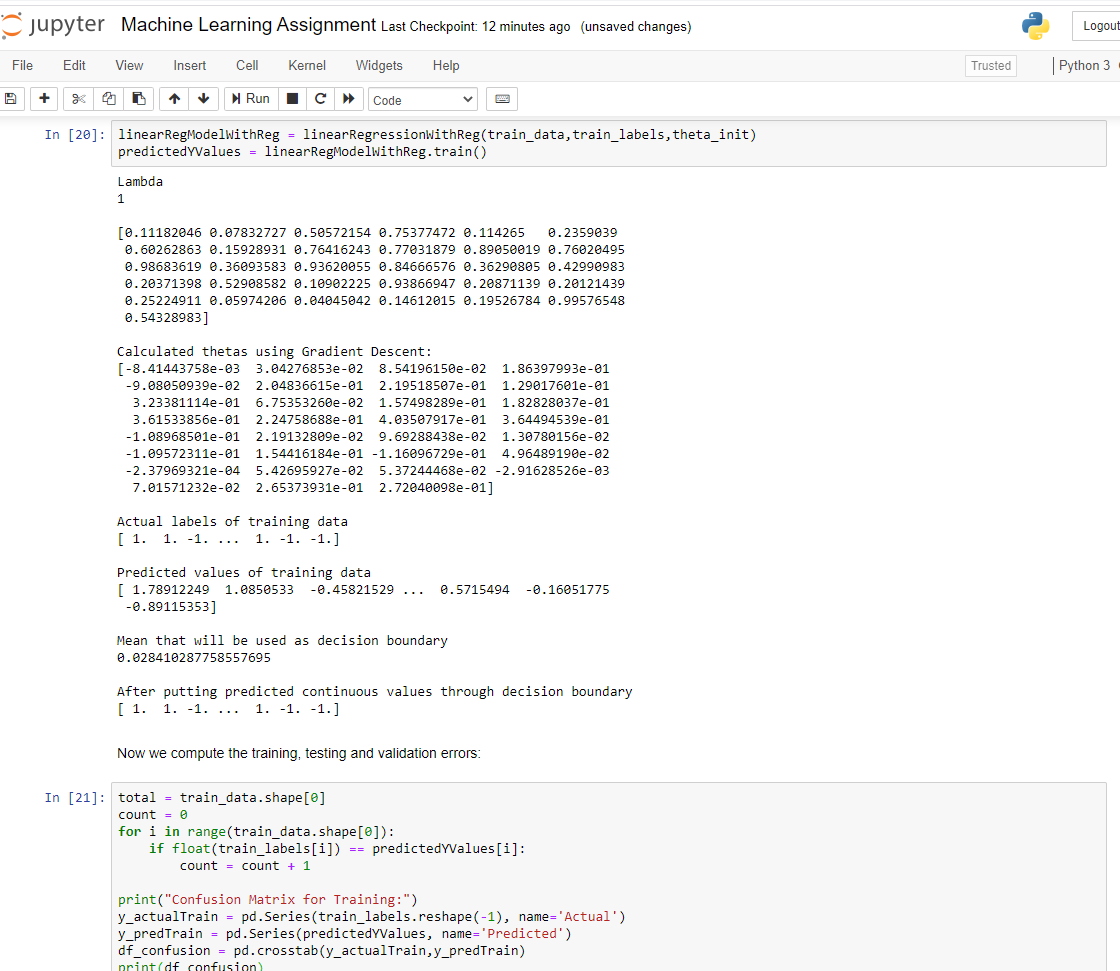 jupyter Machine Learning Assignment Last Checkpoint: 12 minutes ago (unsaved changes)
Logout
File Edit View Insert Cell Kernel Widgets Help
Trusted
Python 3
Run
Code
In [20]:
linearRegModelWithReg = linearRegressionWithReg(train_data,train_labels,theta_init)
predictedYValues = linearRegModelWithReg.train()
Lambda
1
[0.11182046 0.07832727 0.50572154 0.75377472 0.114265 0.2359039
0.60262863 0.15928931 0.76416243 0.77031879 0.89050019 0.76020495
0.98683619 0.36093583 0.93620055 0.84666576 0.36290805 0.42990983
0.20371398 0.52908582 0.10902225 0.93866947 0.20871139 0.20121439
0.25224911 0.05974206 0.04045042 0.14612015 0.19526784 0.99576548
0.54328983]
Calculated thetas using Gradient Descent:
[-8.41443758e-03 3.04276853e-02 8.54196150e-02 1.86397993e-01
-9.08050939e-02 2.04836615e-01 2.19518507e-01 1.29017601e-01
3.23381114e-01 6.75353260e-02 1.57498289e-01 1.82828037e-01
3.61533856e-01 2.24758688e-01 4.03507917e-01 3.64494539e-01
-1.08968501e-01 2.19132809e-02 9.69288438e-02 1.30780156e-02
-1.09572311e-01 1.54416184e-01 -1.16096729e-01 4.96489190e-02
-2.37969321e-04 5.42695927e-02 5.37244468e-02 -2.91628526e-03
7.01571232e-02 2.65373931e-01 2.72040098e-01]
Actual labels of training data
[ 1. 1. -1. ... 1. -1. -1.]
Predicted values of training data
[ 1.78912249 1.0850533 -0.45821529 ... 0.5715494 -0.16051775
-0.89115353]
Mean that will be used as decision boundary
0.028410287758557695
After putting predicted continuous values through decision boundary
[ 1. 1. -1. ... 1. -1. -1.]
Now we compute the training, testing and validation errors:
In [21]:
total = train_data.shape[0]
count = 0
for i in range(train_data.shape[0]):
if float(train_labels[i]) == predictedYValues[i]:
count = count + 1
print("Confusion Matrix for Training:")
y_actualTrain = pd.Series(train_labels.reshape(-1), name='Actual')
y_predTrain = pd.Series(predictedYValues, name='Predicted')
df_confusion = pd.crosstab(y_actualTrain,y_predTrain)
print(df_confusion)